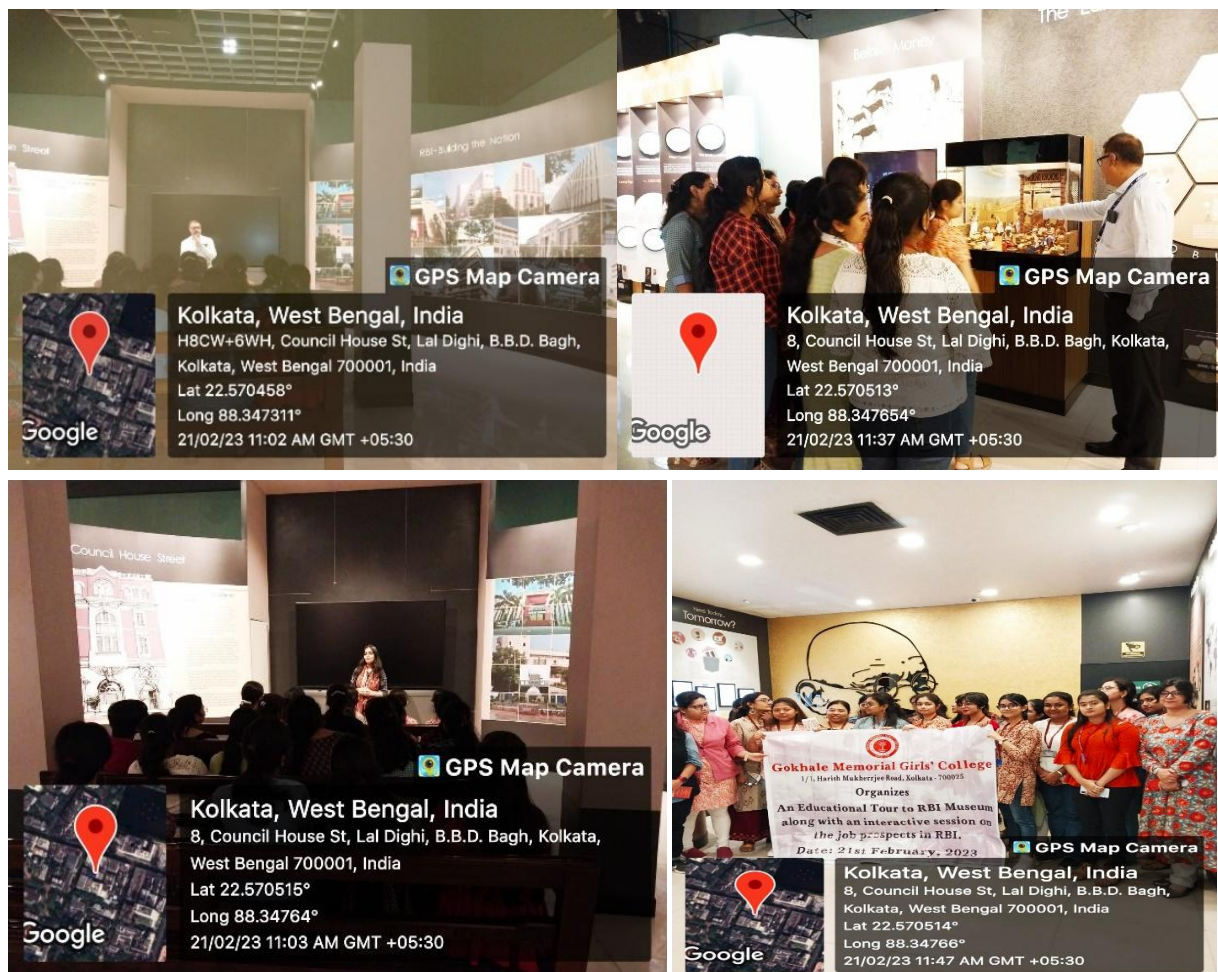 se Street
RBI-Building the Nation
GPS Map Camera
Kolkata, West Bengal, India
H8CW+6WH, Council House St, Lal Dighi, B.B.D. Bagh,
Kolkata, West Bengal 700001, India
Lat 22.570458°
Long 88.347311°
21/02/23 11:02 AM GMT +05:30
Google
Before Money
The
GPS Map Camera
Kolkata, West Bengal, India
8, Council House St, Lal Dighi, B.B.D. Bagh, Kolkata,
West Bengal 700001, India
Lat 22.570513°
Long 88.347654°
21/02/23 11:37 AM GMT +05:30
Google
Council House Street
GPS Map Camera
Kolkata, West Bengal, India
8, Council House St, Lal Dighi, B.B.D. Bagh, Kolkata,
West Bengal 700001, India
Lat 22.570515°
Long 88.34764°
21/02/23 11:03 AM GMT +05:30
Google
Tomorrow?
Gokhale Memorial Girls' College
1/1, Harish Mukherrjee Road, Kolkata - 700025
Organizes
An Educational Tour to RBI Museum
along with an interactive session on
the job prospects in RBI.
Date: 21st February, 2023
GPS Map Camera
Kolkata, West Bengal, India
8, Council House St, Lal Dighi, B.B.D. Bagh,
Kolkata, West Bengal 700001, India
Lat 22.570514°
Long 88.34766°
21/02/23 11:47 AM GMT +05:30
Google